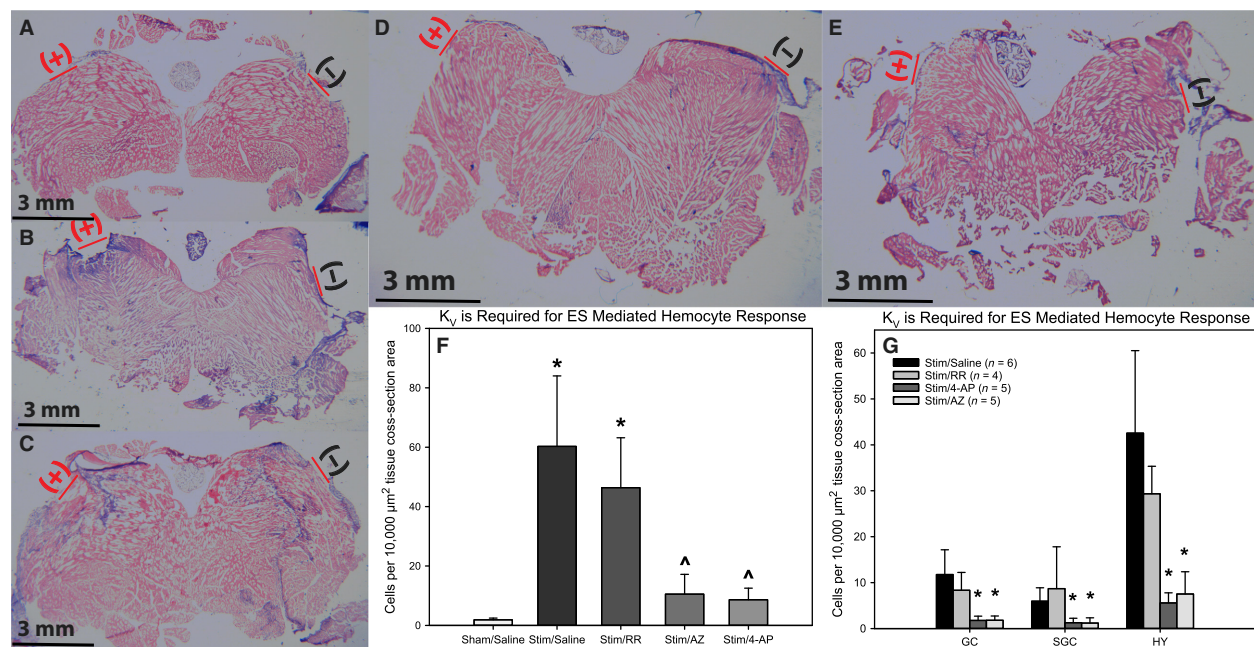 A
(+)
(-)
3 mm
B
(+)
(-)
3 mm
C
(+)
(-)
3 mm
D
(+)
(-)
3 mm
E
(+)
(-)
3 mm
K_V is Required for ES Mediated Hemocyte Response
F
Cells per 10,000 µm² tissue cross-section area
100
80
60
40
20
0
*
*
^
^
Sham/Saline Stim/Saline Stim/RR Stim/AZ Stim/4-AP
K_V is Required for ES Mediated Hemocyte Response
G
Cells per 10,000 µm² tissue coss-section area
60
50
40
30
20
10
0
Stim/Saline (n = 6)
Stim/RR (n = 4)
Stim/4-AP (n = 5)
Stim/AZ (n = 5)
* *
* *
* *
GC SGC HY